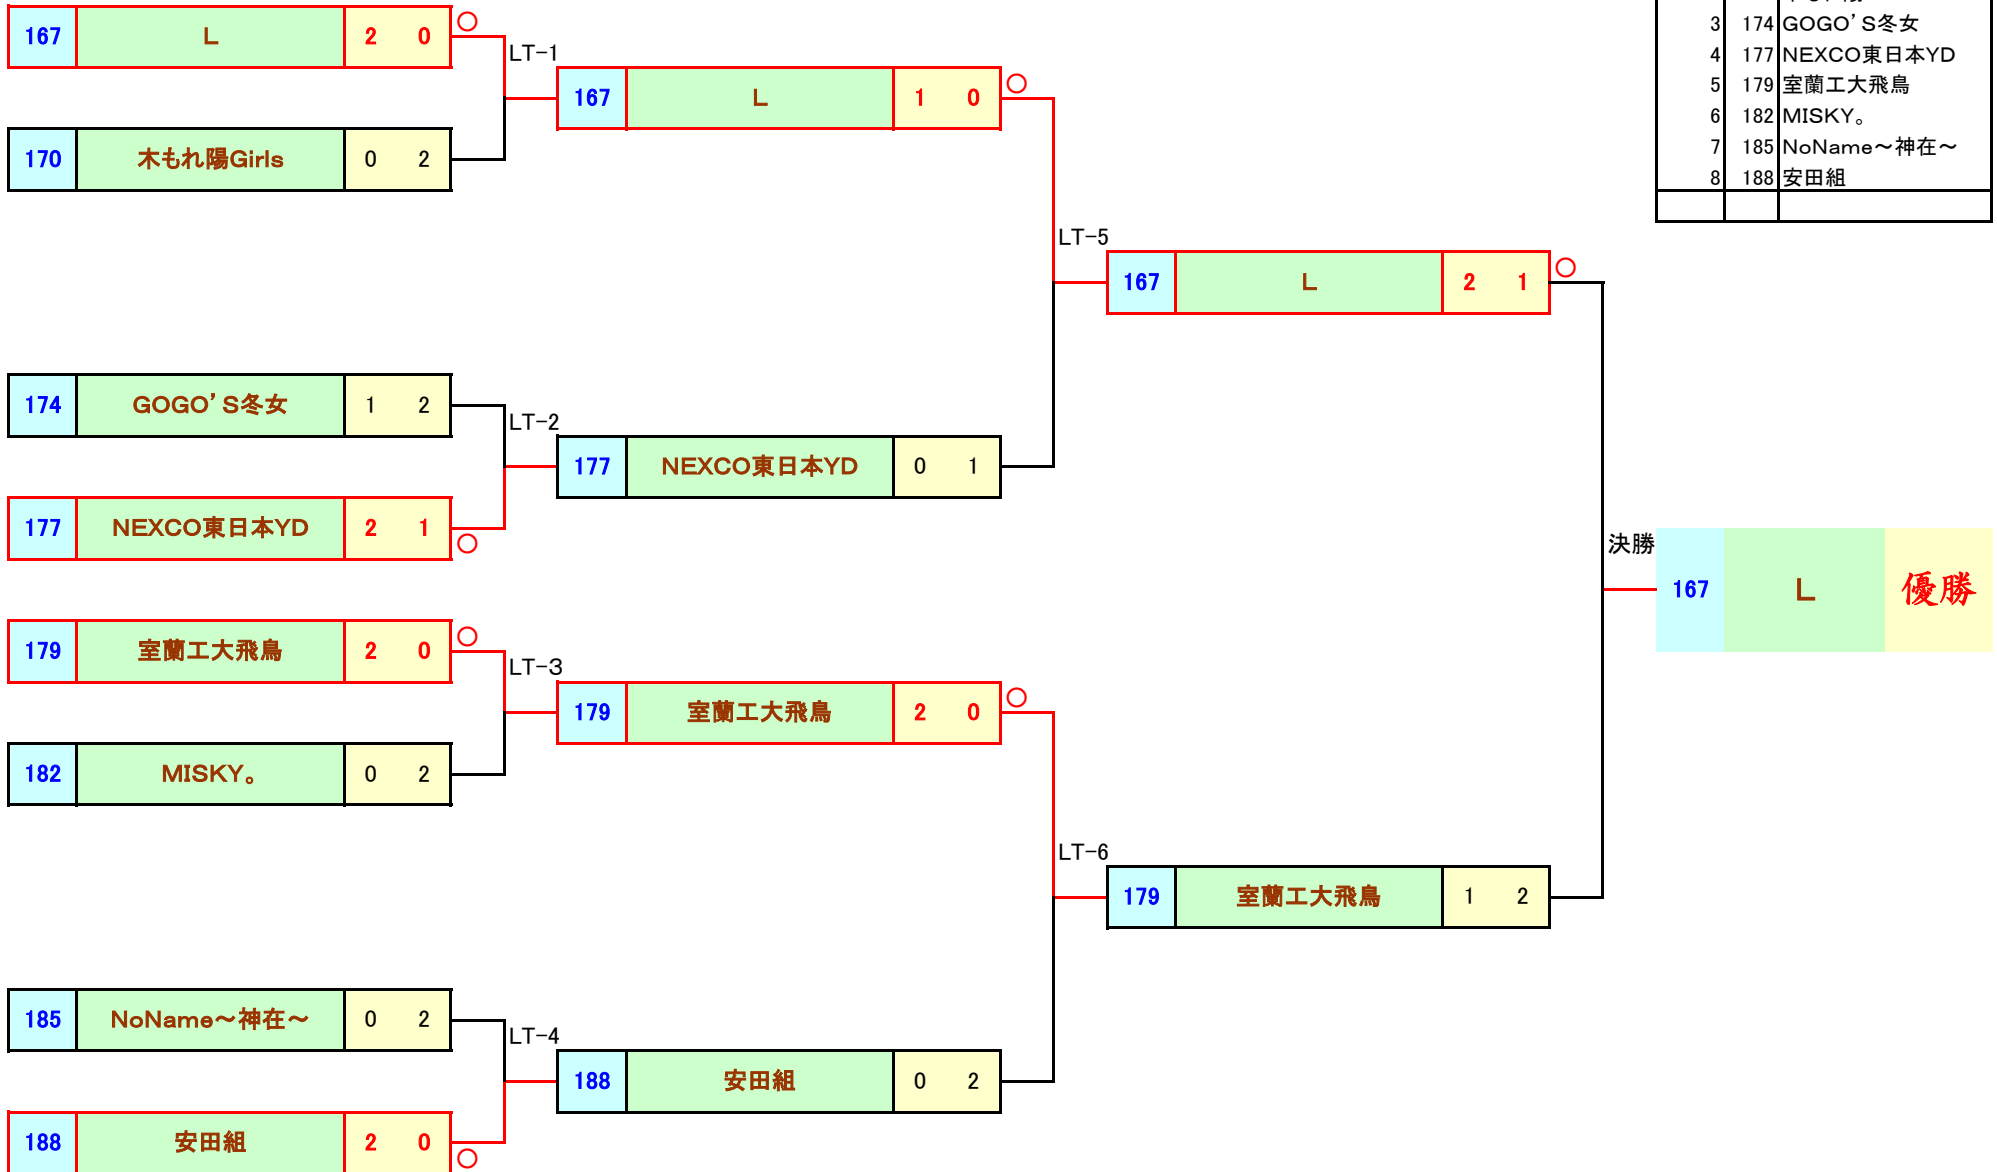 167 L 2 0 ○
LT-1
167 L 1 0 ○
170 木もれ陽Girls 0 2
3 174 GOGO'S冬女
4 177 NEXCO東日本YD
5 179 室蘭工大飛鳥
6 182 MISKY。
7 185 NoName～神在～
8 188 安田組
LT-5
167 L 2 1 ○
174 GOGO'S冬女 1 2
LT-2
177 NEXCO東日本YD 0 1
177 NEXCO東日本YD 2 1 ○
決勝
167 L 優勝
179 室蘭工大飛鳥 2 0 ○
LT-3
179 室蘭工大飛鳥 2 0 ○
182 MISKY。 0 2
LT-6
179 室蘭工大飛鳥 1 2
185 NoName～神在～ 0 2
LT-4
188 安田組 0 2
188 安田組 2 0 ○